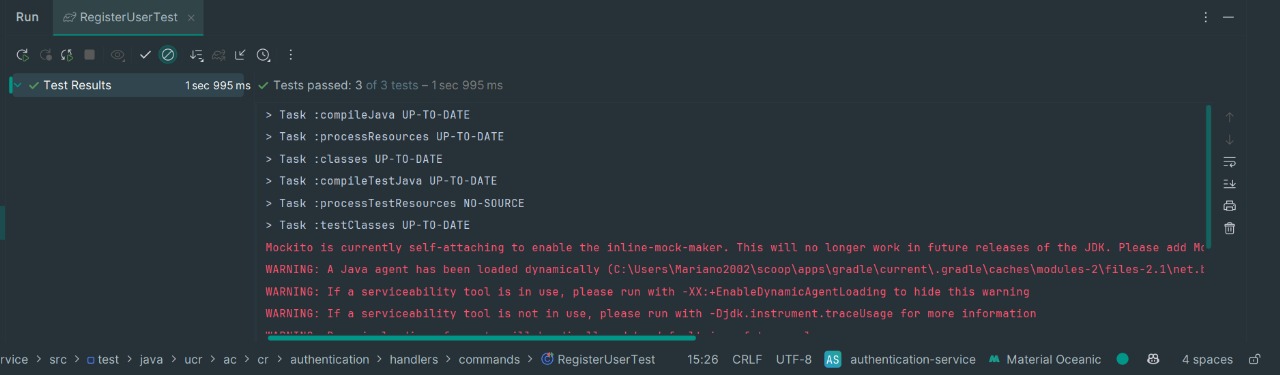 Run RegisterUserTest
Test Results 1 sec 995 ms Tests passed: 3 of 3 tests – 1 sec 995 ms
> Task :compileJava UP-TO-DATE
> Task :processResources UP-TO-DATE
> Task :classes UP-TO-DATE
> Task :compileTestJava UP-TO-DATE
> Task :processTestResources NO-SOURCE
> Task :testClasses UP-TO-DATE
Mockito is currently self-attaching to enable the inline-mock-maker. This will no longer work in future releases of the JDK. Please add Mo
WARNING: A Java agent has been loaded dynamically (C:\Users\Mariano2002\scoop\apps\gradle\current\.gradle\caches\modules-2\files-2.1\net.b
WARNING: If a serviceability tool is in use, please run with -XX:+EnableDynamicAgentLoading to hide this warning
WARNING: If a serviceability tool is not in use, please run with -Djdk.instrument.traceUsage for more information
rvice > src > test > java > ucr > ac > cr > authentication > handlers > commands > RegisterUserTest 15:26 CRLF UTF-8 AS authentication-service Material Oceanic 4 spaces